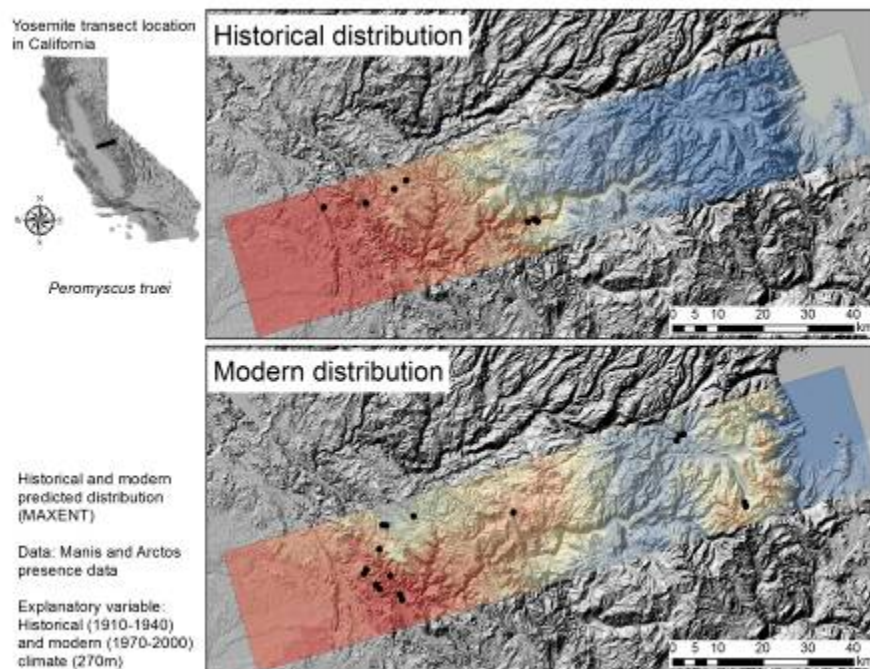 Yosemite transect location
in California
Peromyscus truei
Historical distribution
0 5 10 20 30 40
km
Modern distribution
Historical and modern
predicted distribution
(MAXENT)
Data: Manis and Arctos
presence data
Explanatory variable:
Historical (1910-1940)
and modern (1970-2000)
climate (270m)
0 5 10 20 30 40
km